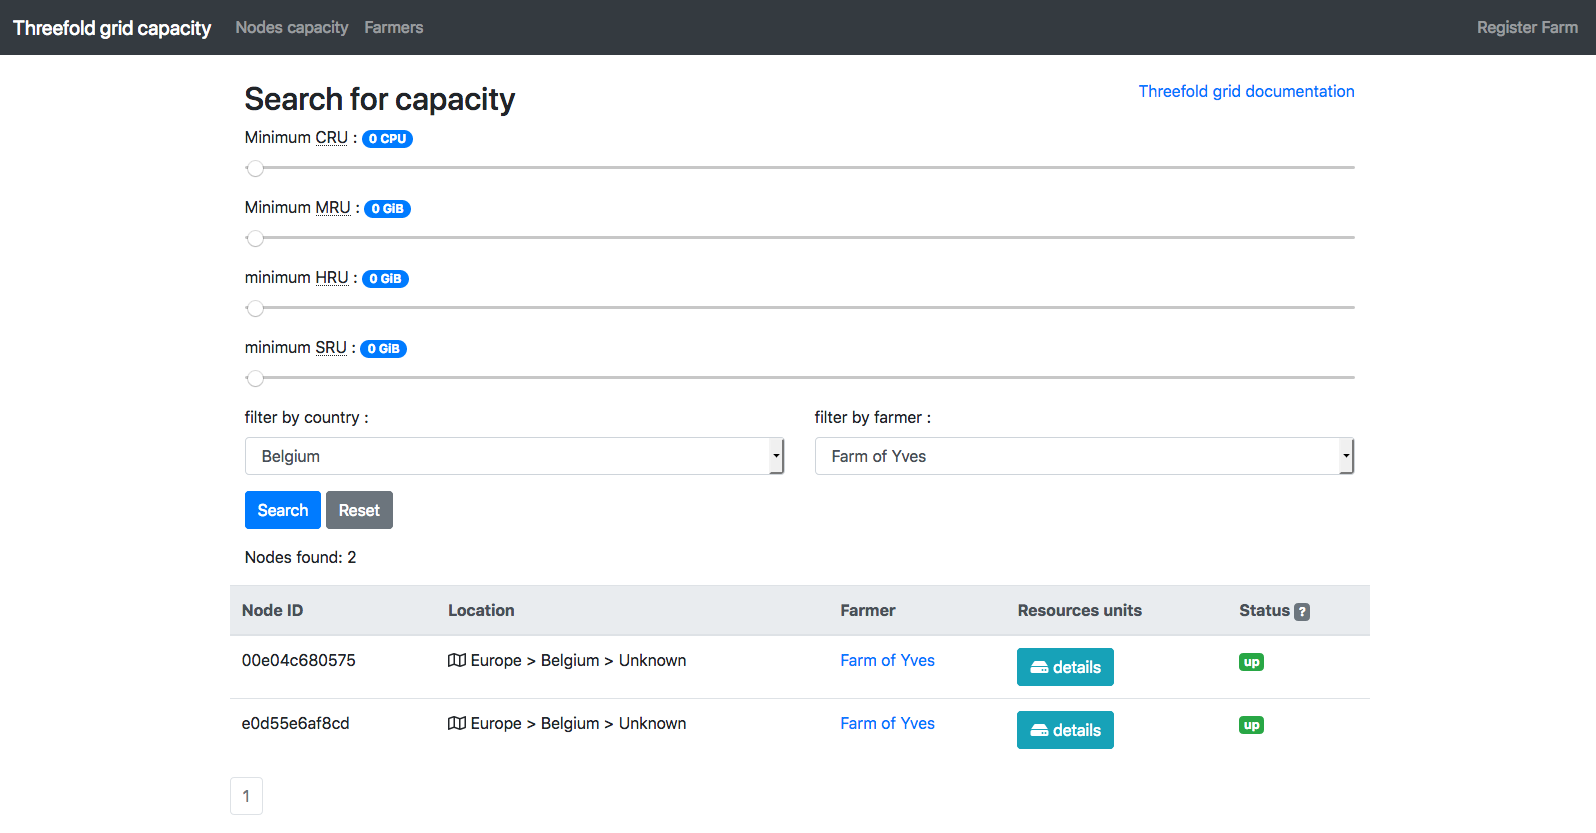 Threefold grid capacity Nodes capacity Farmers Register Farm
Search for capacity Threefold grid documentation
Minimum CRU : 0 CPU
Minimum MRU : 0 GiB
minimum HRU : 0 GiB
minimum SRU : 0 GiB
filter by country : filter by farmer :
Belgium Farm of Yves
Search Reset
Nodes found: 2
Node ID Location Farmer Resources units Status ?
00e04c680575 Europe > Belgium > Unknown Farm of Yves details up
e0d55e6af8cd Europe > Belgium > Unknown Farm of Yves details up
1